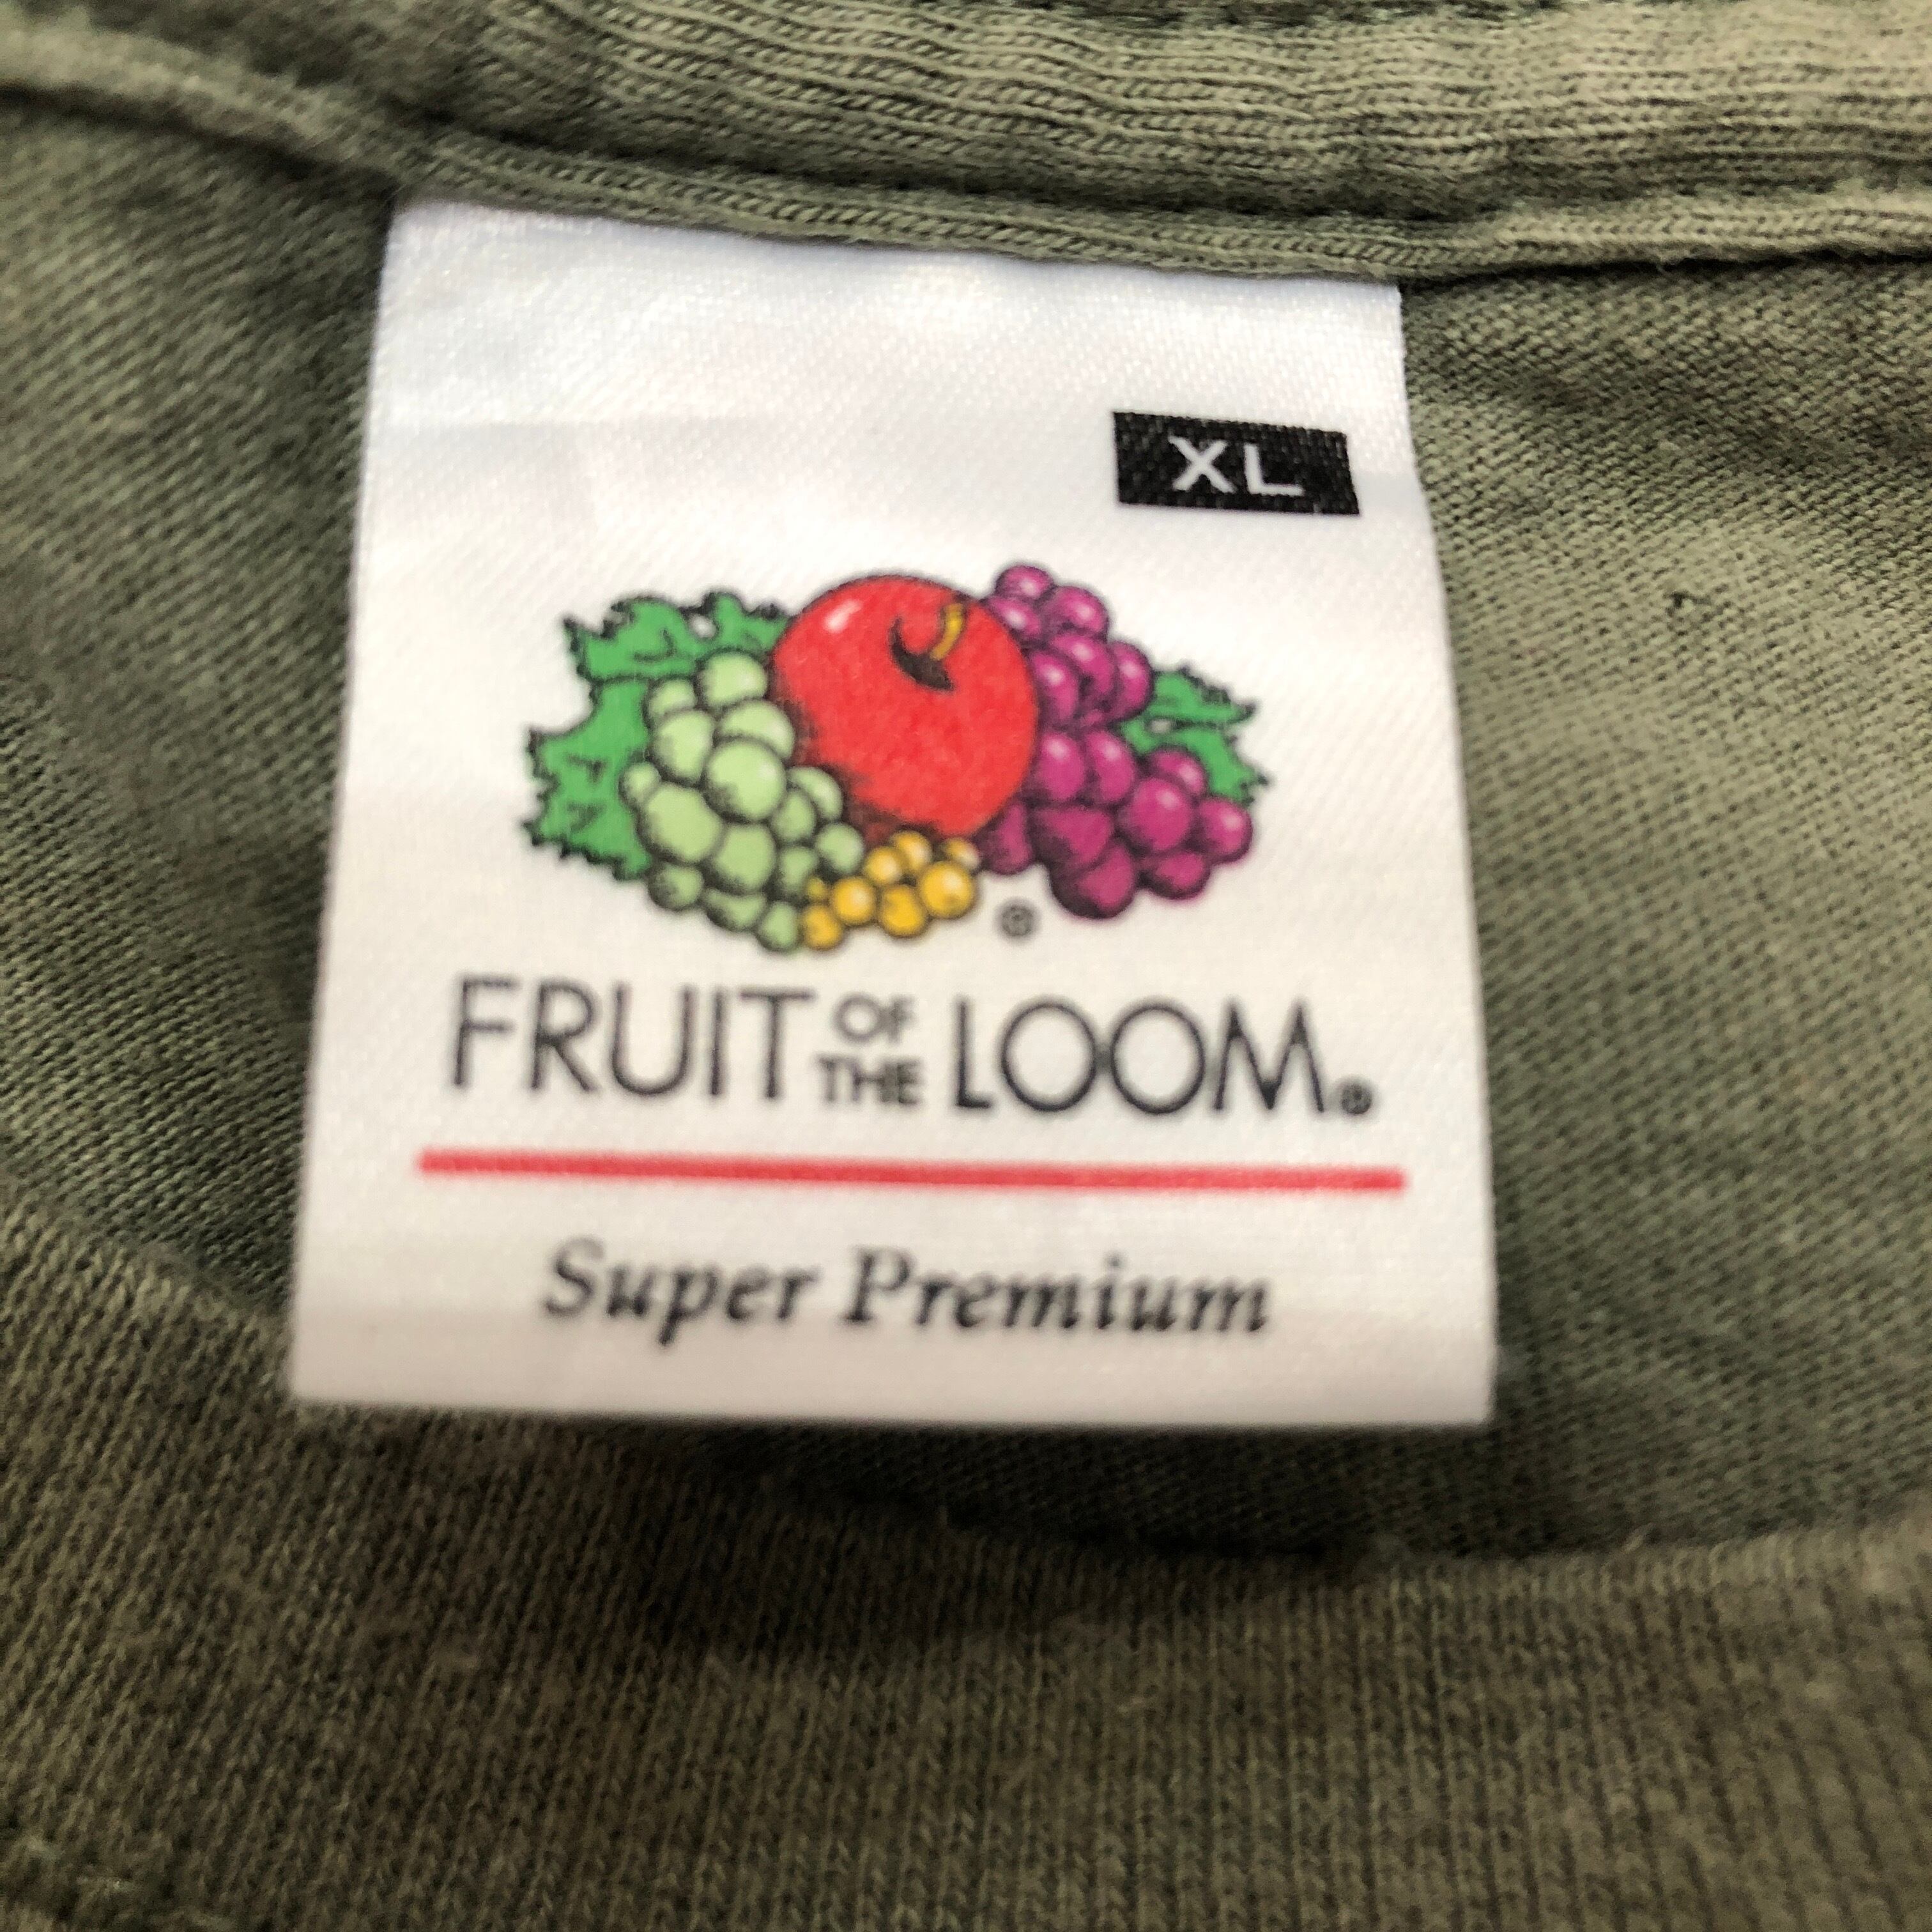 XL
®
FRUIT OF THE LOOM®
Super Premium